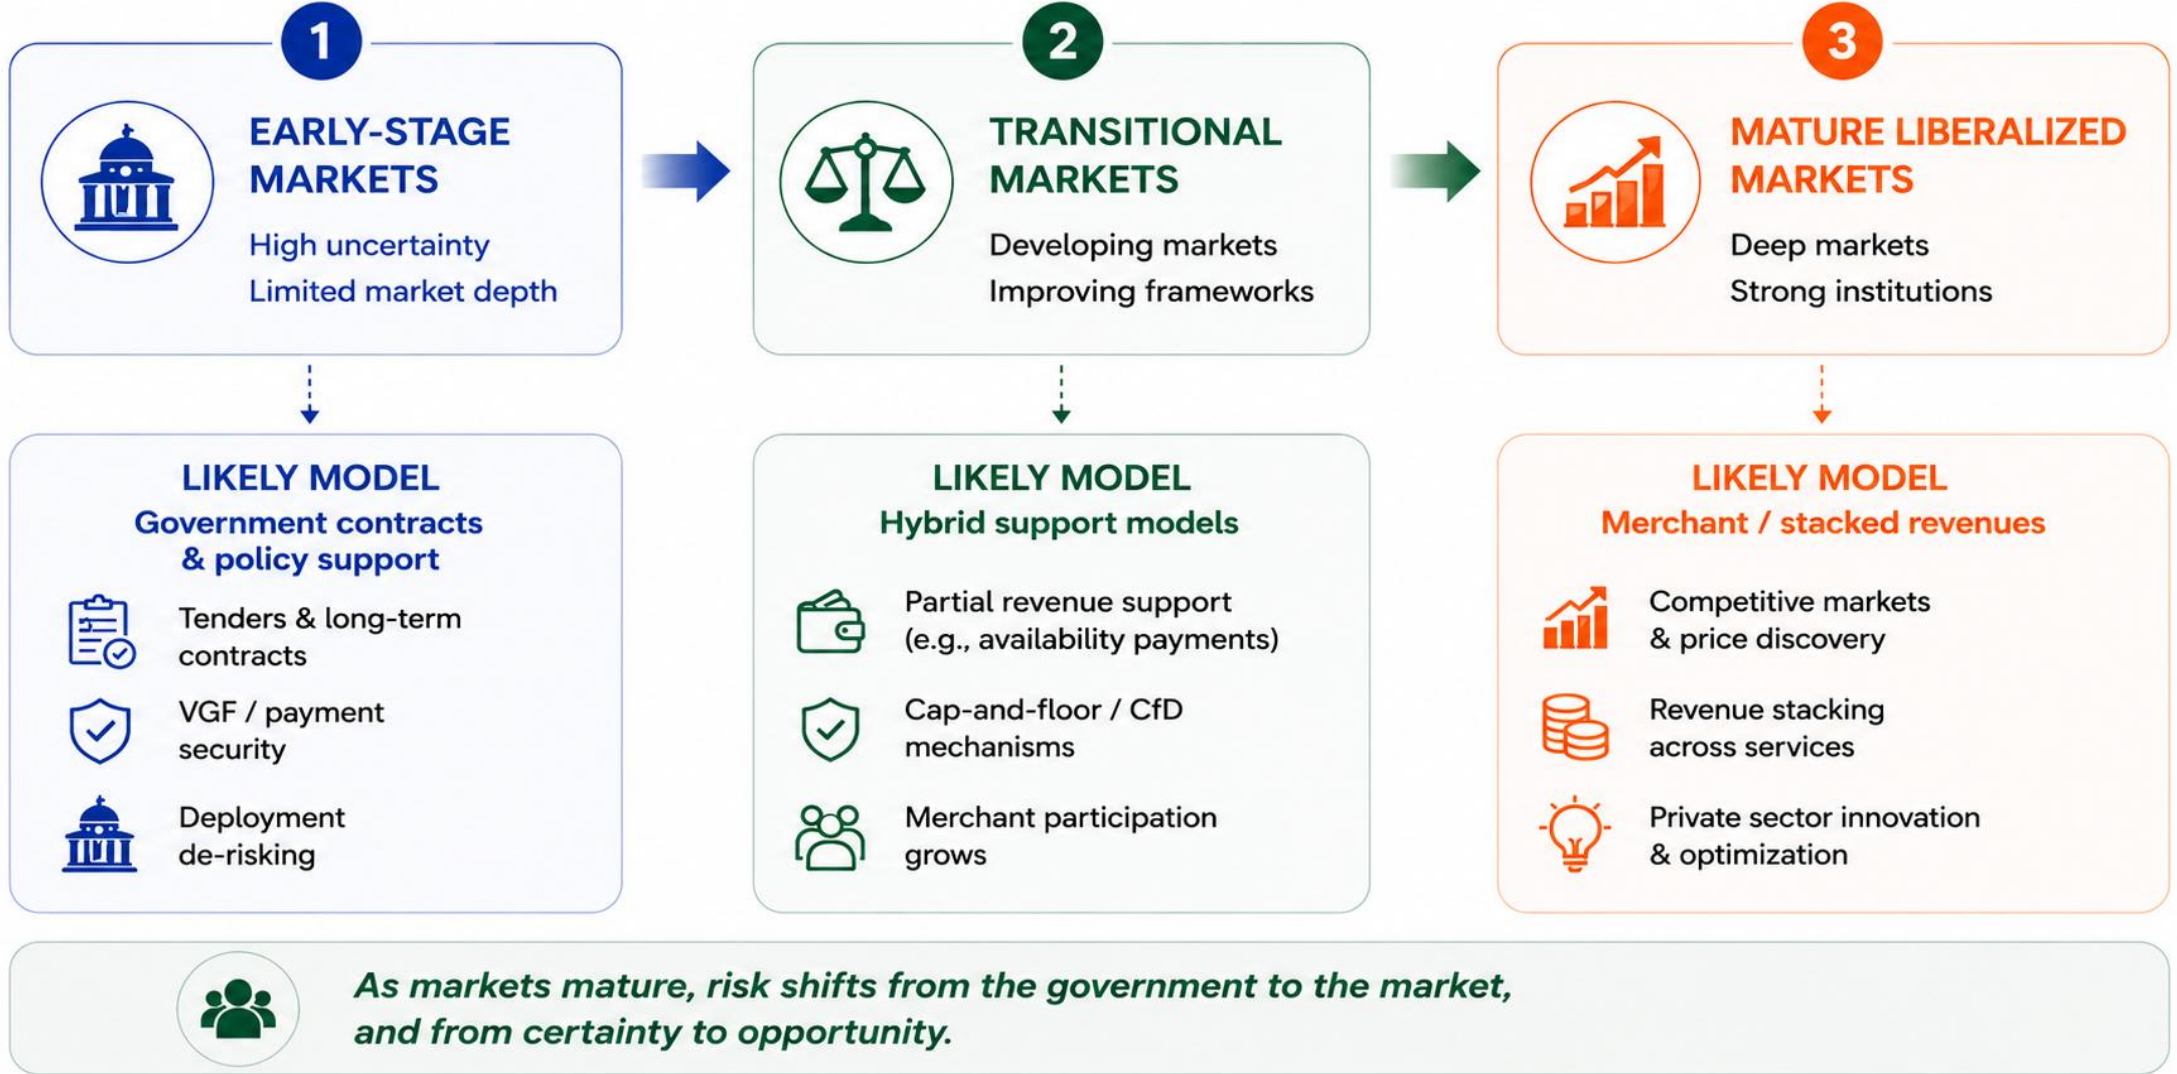 1
EARLY-STAGE
MARKETS
High uncertainty
Limited market depth
2
TRANSITIONAL
MARKETS
Developing markets
Improving frameworks
3
MATURE LIBERALIZED
MARKETS
Deep markets
Strong institutions
LIKELY MODEL
Government contracts
& policy support
Tenders & long-term
contracts
VGF / payment
security
Deployment
de-risking
LIKELY MODEL
Hybrid support models
Partial revenue support
(e.g., availability payments)
Cap-and-floor / CfD
mechanisms
Merchant participation
grows
LIKELY MODEL
Merchant / stacked revenues
Competitive markets
& price discovery
Revenue stacking
across services
Private sector innovation
& optimization
As markets mature, risk shifts from the government to the market,
and from certainty to opportunity.